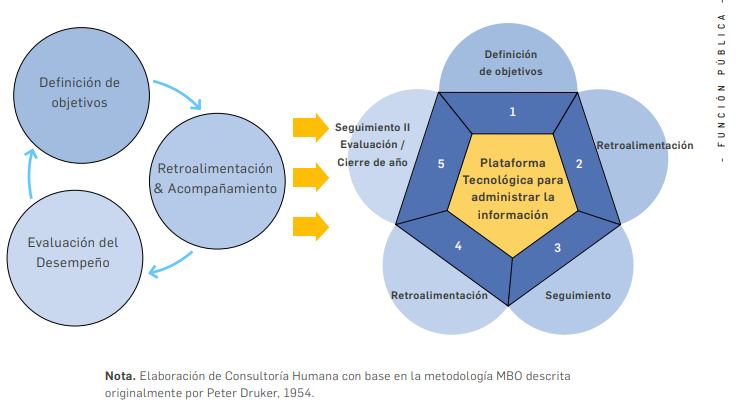 Definición de
objetivos
Retroalimentación
& Acompañamiento
Evaluación del
Desempeño
Definición
de objetivos
1
Retroalimentación
2
Seguimiento
3
Retroalimentación
4
Seguimiento II
Evaluación /
Cierre de año
5
Plataforma
Tecnológica para
administrar la
información
- FUNCIÓN PÚBLICA -
Nota. Elaboración de Consultoría Humana con base en la metodología MBO descrita
originalmente por Peter Druker, 1954.